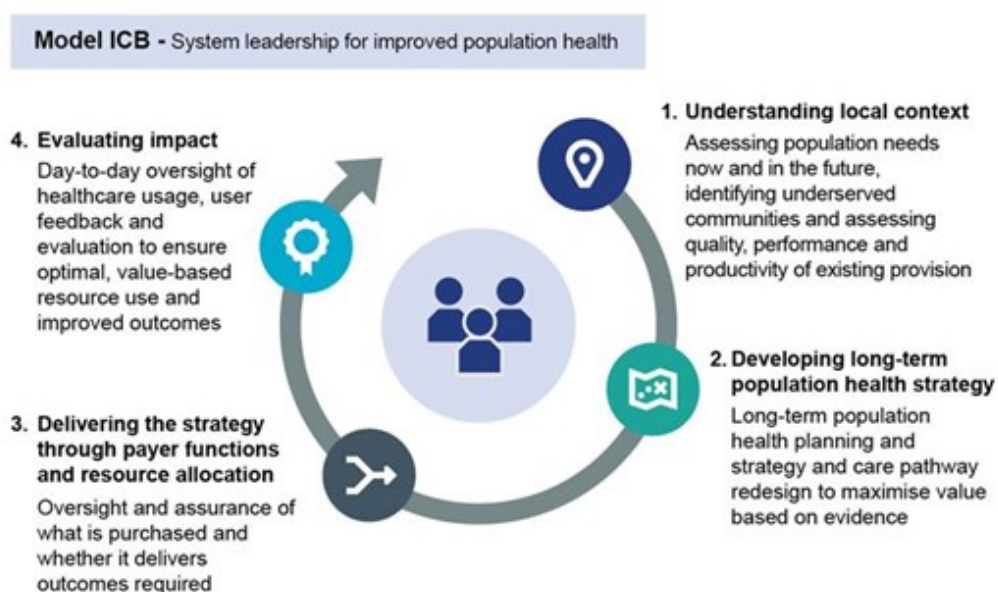 Model ICB - System leadership for improved population health
1. Understanding local context
Assessing population needs
now and in the future,
identifying underserved
communities and assessing
quality, performance and
productivity of existing provision
2. Developing long-term
population health strategy
Long-term population
health planning and
strategy and care pathway
redesign to maximise value
based on evidence
3. Delivering the strategy
through payer functions
and resource allocation
Oversight and assurance of
what is purchased and
whether it delivers
outcomes required
4. Evaluating impact
Day-to-day oversight of
healthcare usage, user
feedback and
evaluation to ensure
optimal, value-based
resource use and
improved outcomes